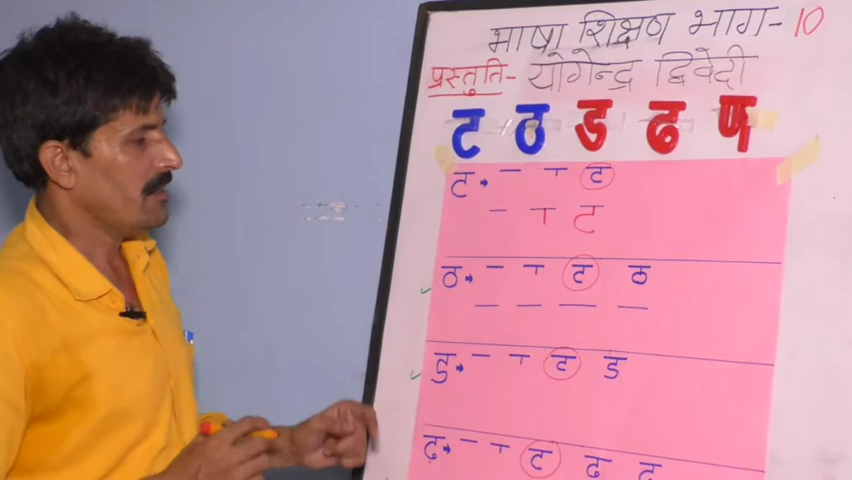 भाषा शिक्षण भाग-10
प्रस्तुति- योगेन्द्र द्विवेदी
ट ठ ड ढ ण
ट → ट
ट
ठ → ट ठ
ड → ट ड
ढ → ट ढ ढ